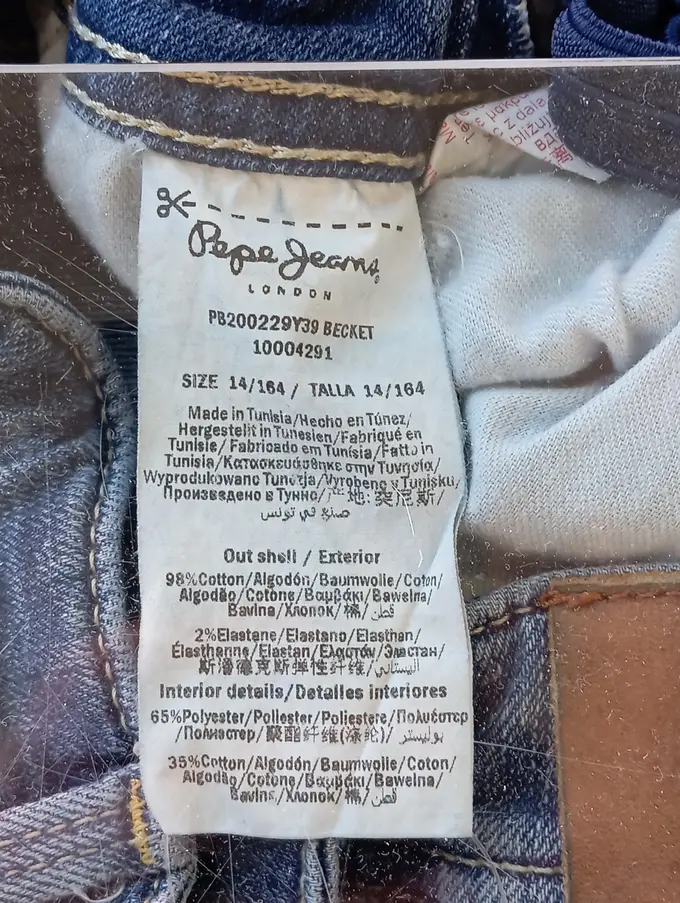 Pepe Jeans
LONDON
PB200229Y39 BECKET
10004291
SIZE 14/164 / TALLA 14/164
Made in Tunisia/Hecho en Túnez/
Hergestellt in Tunesien/Fabriqué en
Tunisie/ Fabricado em Tunísia/Fatto in
Tunisia/Κατασκευάσθηκε στην Τυνησία/
Wyprodukowano Tunezja/Vyrobeno v Tunisku/
Произведено в Тунис/产地: 突尼斯/
صنع في تونس
Out shell / Exterior
98%Cotton/Algodón/Baumwolle/Coton/
Algodão/Cotone/Βαμβάκι/Bawelna/
Bavlna/Хлопок/棉/قطن
2%Elastane/Elastano/Elasthan/
Élasthanne/Elastan/Ελαστάν/Эластан/
斯潘德克斯弹性纤维/اليستاني
Interior details/Detalles interiores
65%Polyester/Poliester/Poliestere/Πολυέστερ
/Полиэстер/聚酯纤维(涤纶)/بوليستر
35%Cotton/Algodón/Baumwolle/Coton/
Algodão/Cotone/Βαμβάκι/Bawelna/
Bavlna/Хлопок/棉/قطن